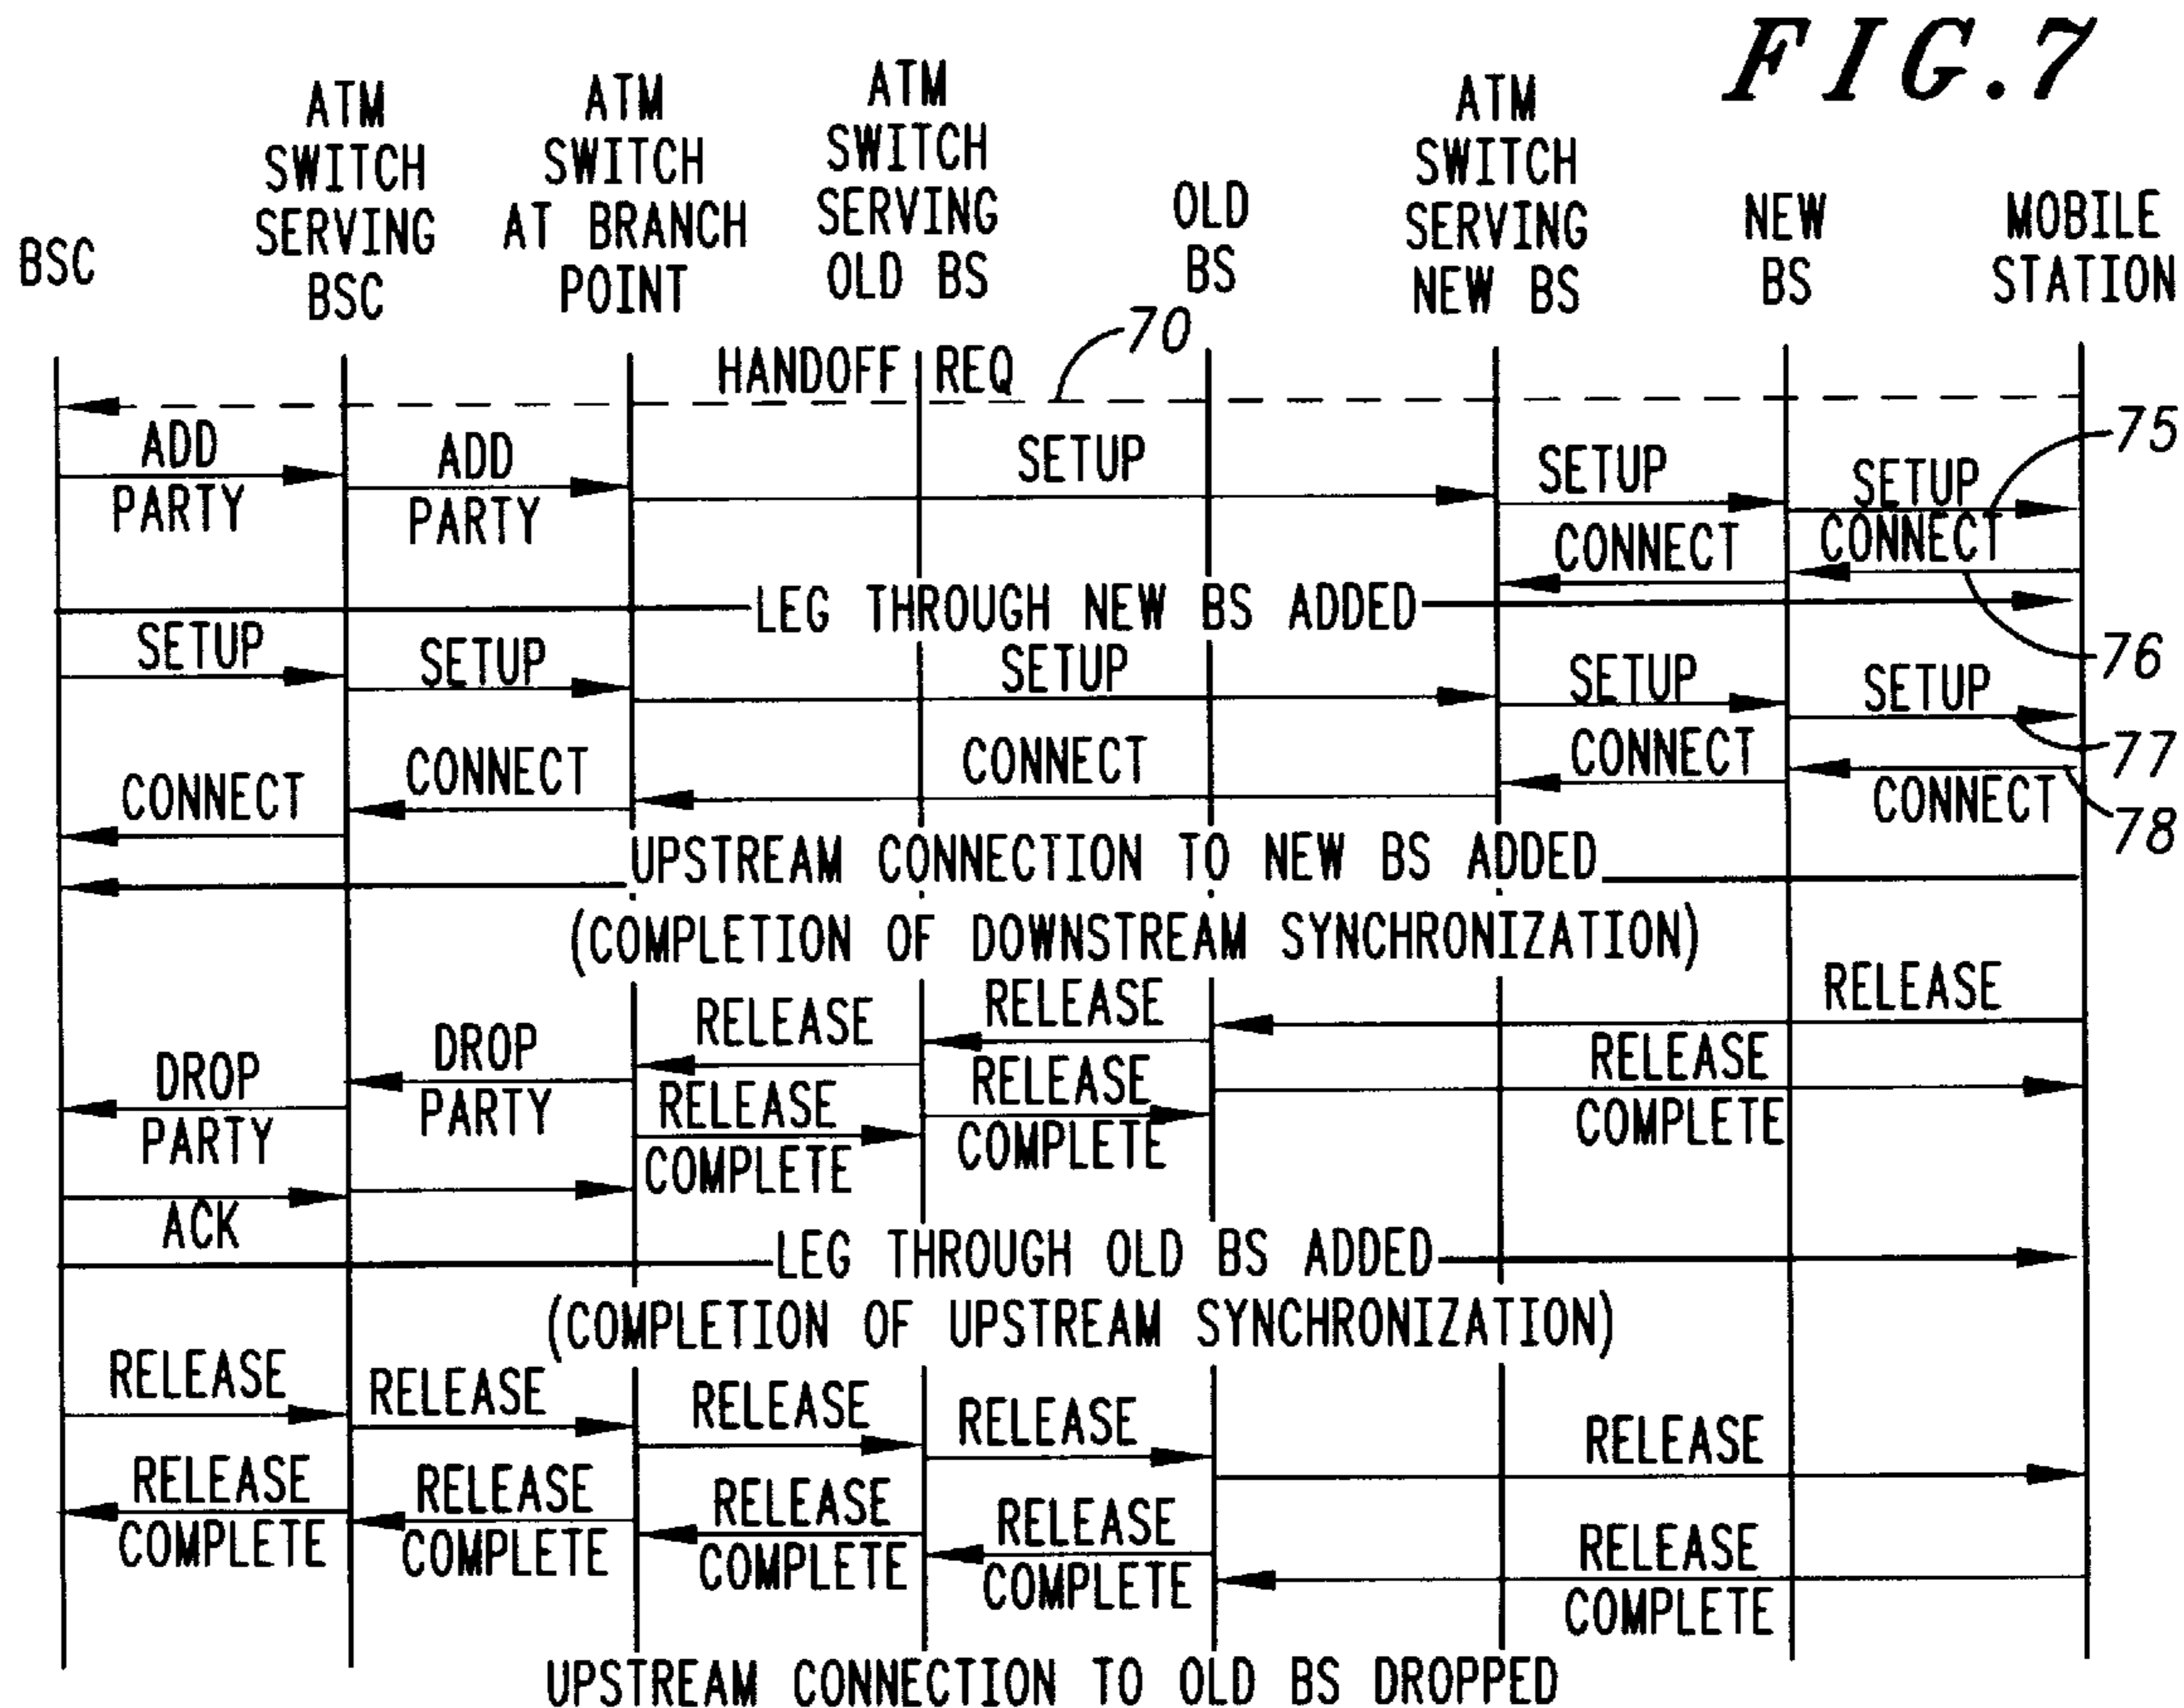 FIG.7
BSC
ATM
SWITCH
SERVING
BSC
ATM
SWITCH
AT BRANCH
POINT
ATM
SWITCH
SERVING
OLD BS
OLD
BS
ATM
SWITCH
SERVING
NEW BS
NEW
BS
MOBILE
STATION
HANDOFF REQ
70
ADD
PARTY
ADD
PARTY
SETUP
SETUP
SETUP
75
CONNECT
CONNECT
76
LEG THROUGH NEW BS ADDED
SETUP
SETUP
SETUP
SETUP
SETUP
77
CONNECT
CONNECT
CONNECT
CONNECT
CONNECT
78
UPSTREAM CONNECTION TO NEW BS ADDED
(COMPLETION OF DOWNSTREAM SYNCHRONIZATION)
RELEASE
RELEASE
RELEASE
DROP
PARTY
DROP
PARTY
RELEASE
COMPLETE
RELEASE
COMPLETE
RELEASE
COMPLETE
ACK
LEG THROUGH OLD BS ADDED
(COMPLETION OF UPSTREAM SYNCHRONIZATION)
RELEASE
RELEASE
RELEASE
RELEASE
RELEASE
RELEASE
COMPLETE
RELEASE
COMPLETE
RELEASE
COMPLETE
RELEASE
COMPLETE
RELEASE
COMPLETE
UPSTREAM CONNECTION TO OLD BS DROPPED